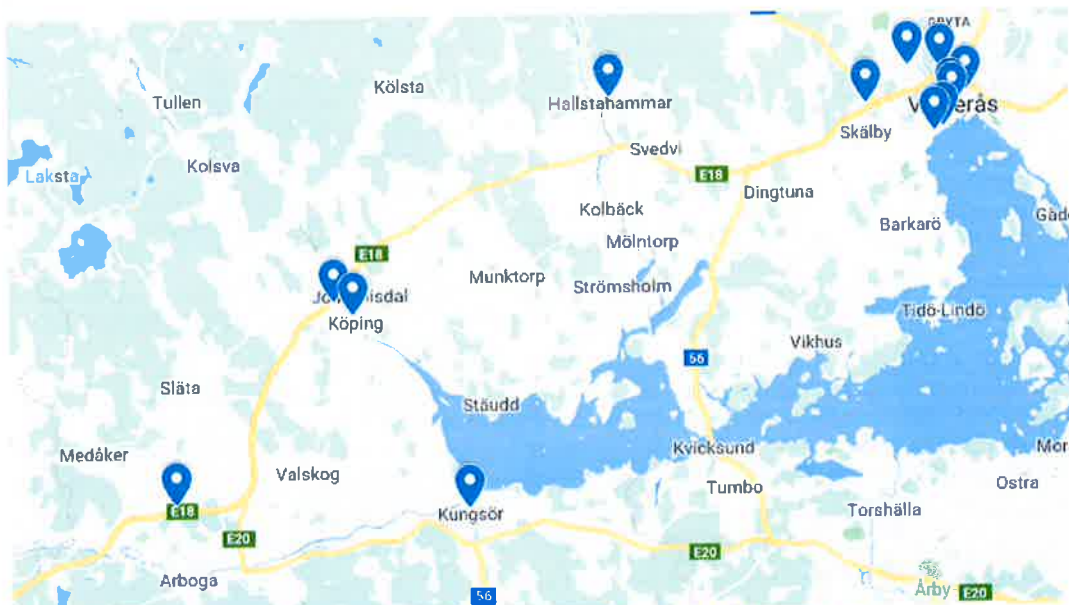 GRYTA
Kölsta
Tullen
Hallstahammar
Skälby
Svedvi
Kolsva
Laksta
E18
Dingtuna
Kolbäck
Barkarö
Mölntorp
E18
Munktorp
Strömsholm
Tidö-Lindö
Köping
Vikhus
56
Släta
Stäudd
Kvicksund
Medåker
Valskog
Tumbo
Ostra
E18
Kungsör
Torshälla
E20
E20
Arboga
Årby
56
E20